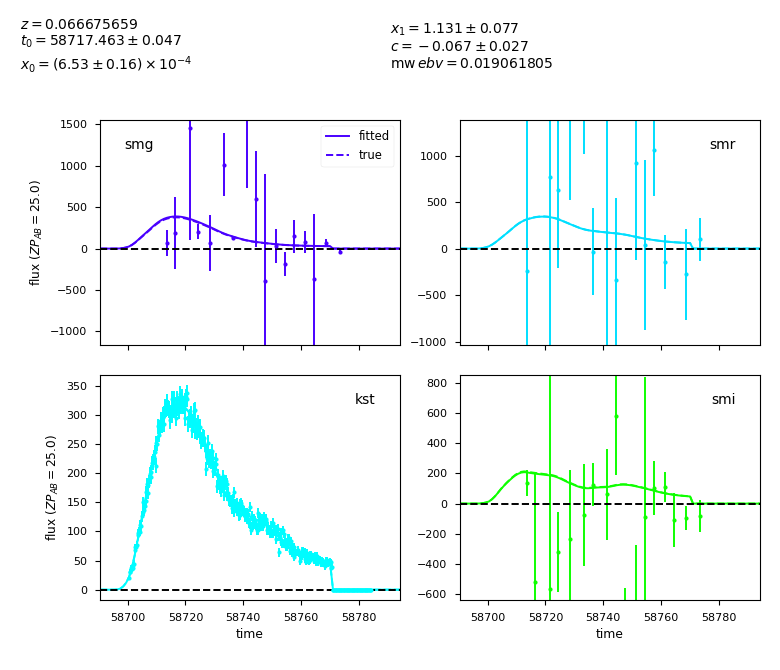 z = 0.066675659
t₀ = 58717.463 ± 0.047
x₀ = (6.53 ± 0.16) × 10⁻⁴
x₁ = 1.131 ± 0.077
c = −0.067 ± 0.027
mw ebv = 0.019061805
flux (ZP_AB = 25.0)
1500
1000
500
0
−500
−1000
smg
fitted
true
1000
500
0
−500
−1000
smr
flux (ZP_AB = 25.0)
350
300
250
200
150
100
50
0
kst
58700
58720
58740
58760
58780
time
800
600
400
200
0
−200
−400
−600
smi
58700
58720
58740
58760
58780
time